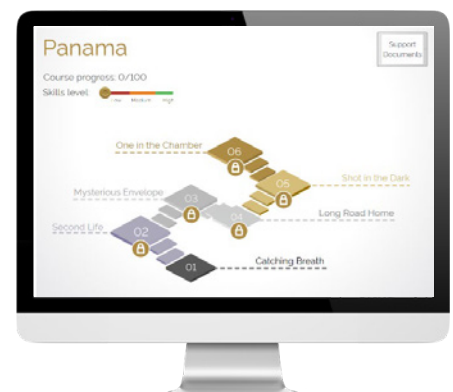 Panama
Support
Documents
Course progress: 0/100
Skills level
Low Medium High
One in the Chamber
06
05
Shot in the Dark
Mysterious Envelope
03
04
Long Road Home
Second Life
02
01
Catching Breath